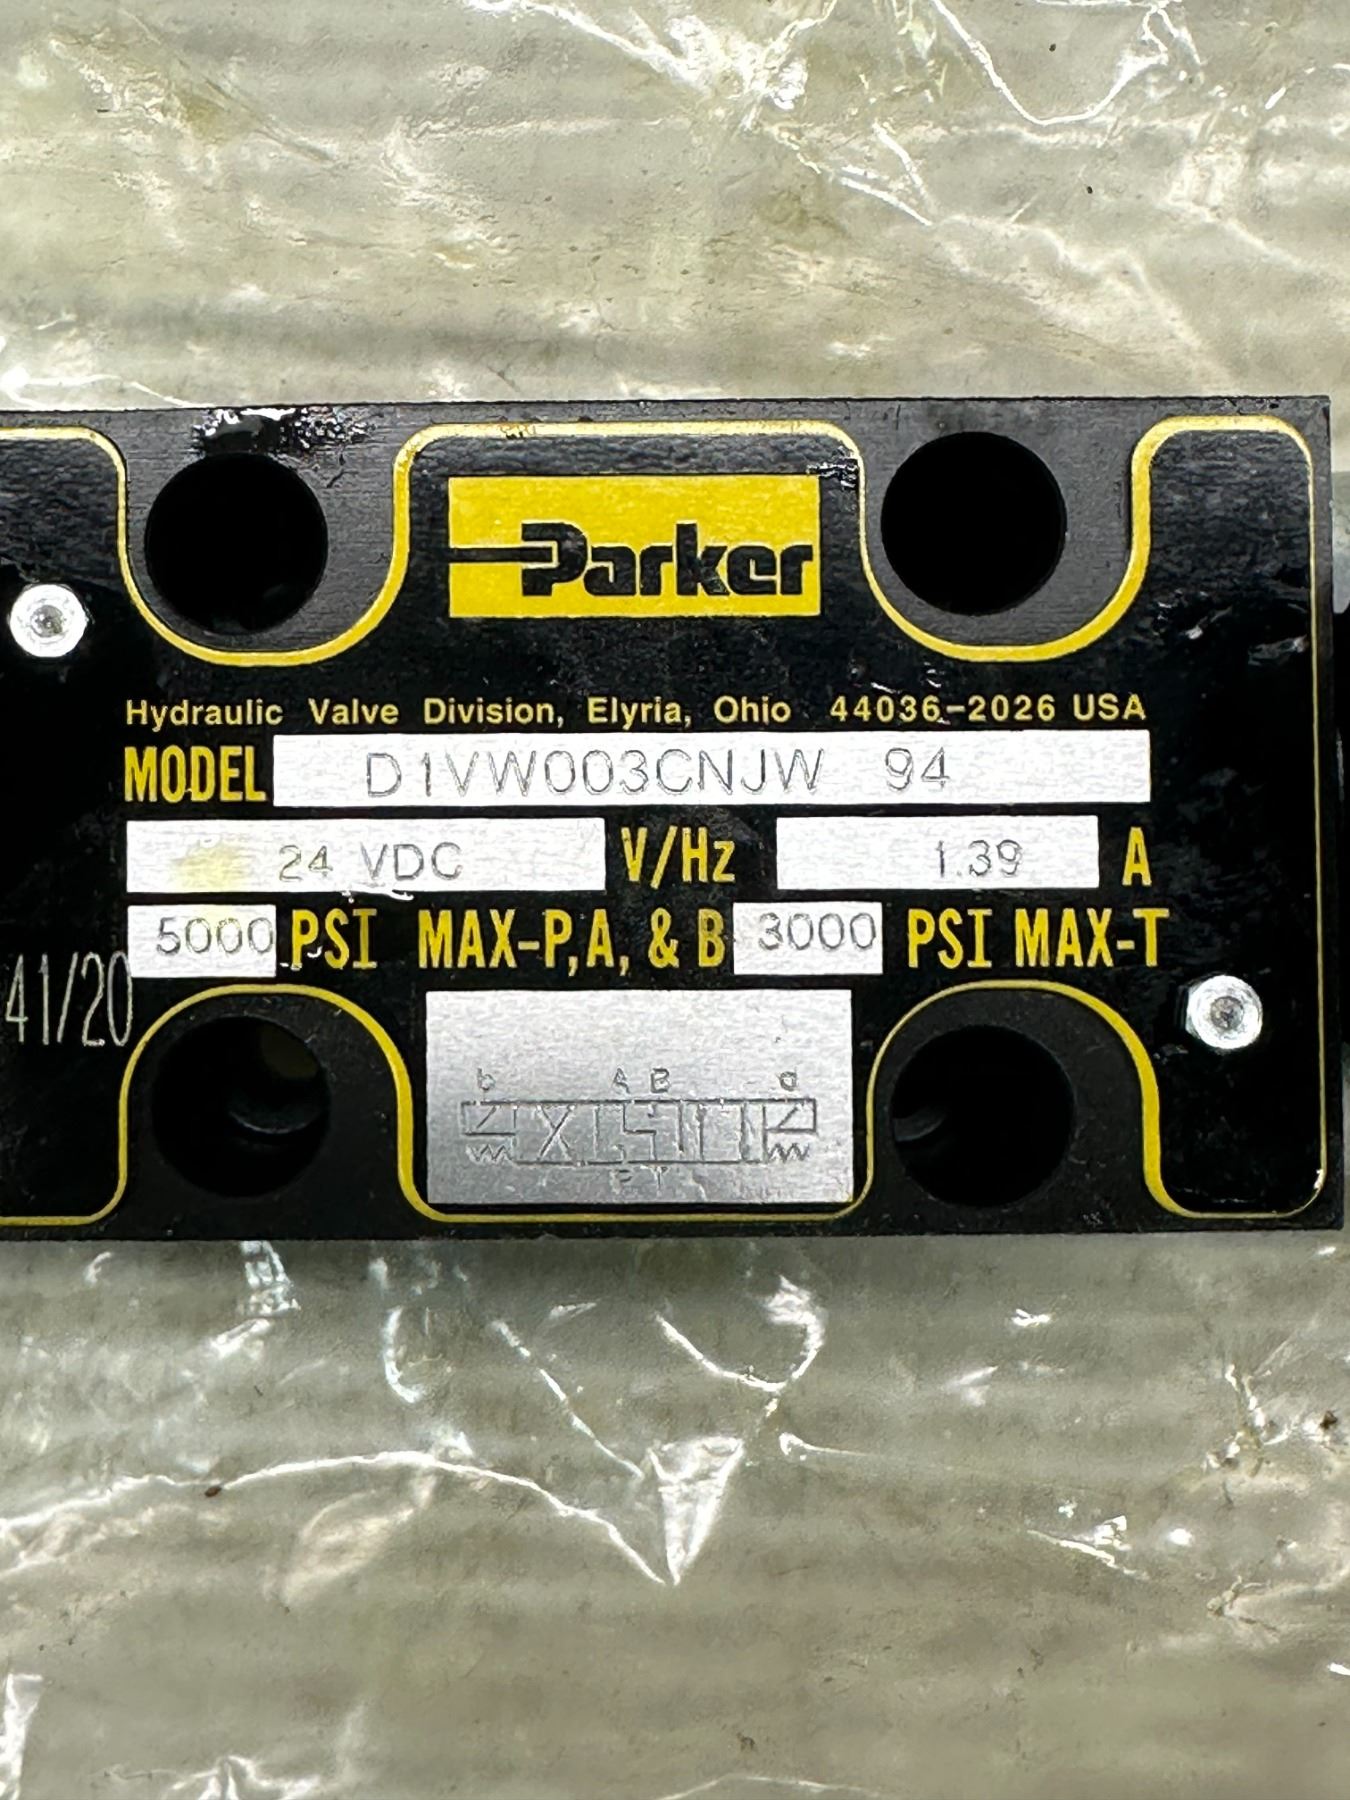 Parker
Hydraulic Valve Division, Elyria, Ohio 44036-2026 USA
MODEL D1VW003CNJW 94
24 VDC V/Hz 1.39 A
5000 PSI MAX-P,A, & B 3000 PSI MAX-T
41/20
b A B a
P T